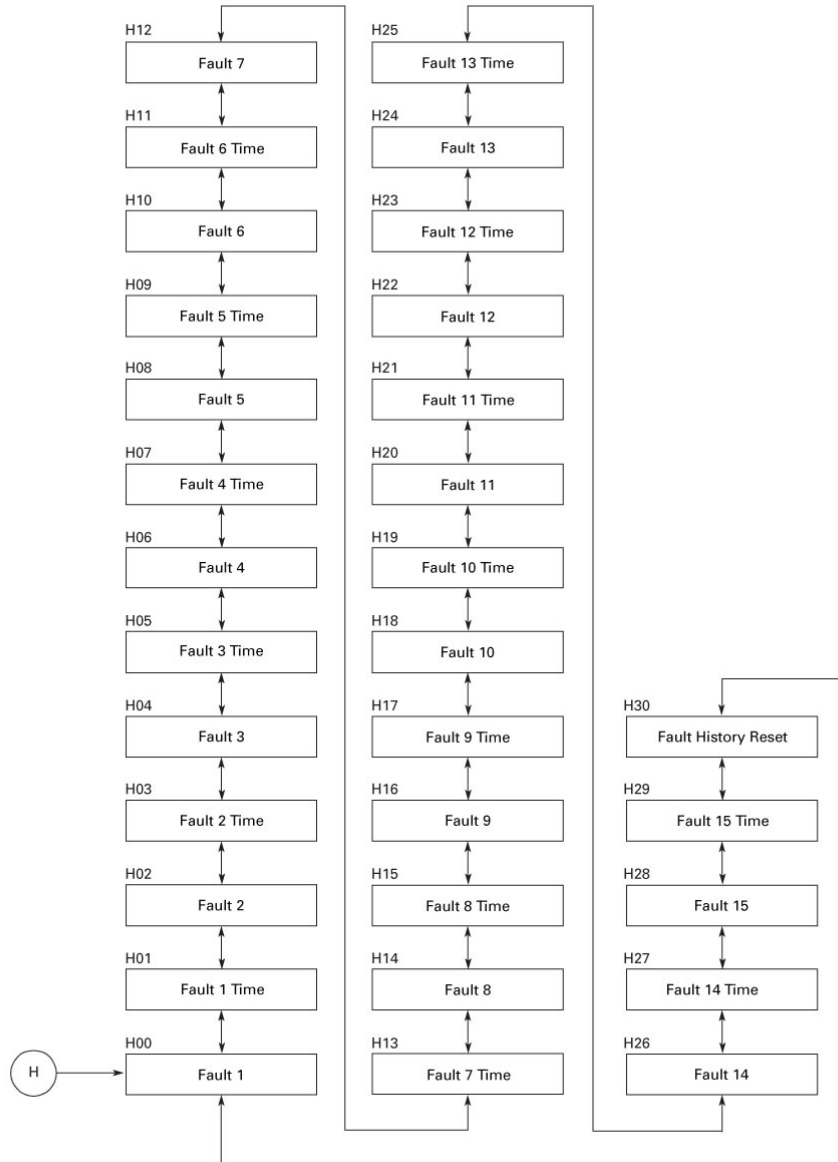 H12
Fault 7
H11
Fault 6 Time
H10
Fault 6
H09
Fault 5 Time
H08
Fault 5
H07
Fault 4 Time
H06
Fault 4
H05
Fault 3 Time
H04
Fault 3
H03
Fault 2 Time
H02
Fault 2
H01
Fault 1 Time
H00
H
Fault 1
H25
Fault 13 Time
H24
Fault 13
H23
Fault 12 Time
H22
Fault 12
H21
Fault 11 Time
H20
Fault 11
H19
Fault 10 Time
H18
Fault 10
H17
Fault 9 Time
H16
Fault 9
H15
Fault 8 Time
H14
Fault 8
H13
Fault 7 Time
H30
Fault History Reset
H29
Fault 15 Time
H28
Fault 15
H27
Fault 14 Time
H26
Fault 14